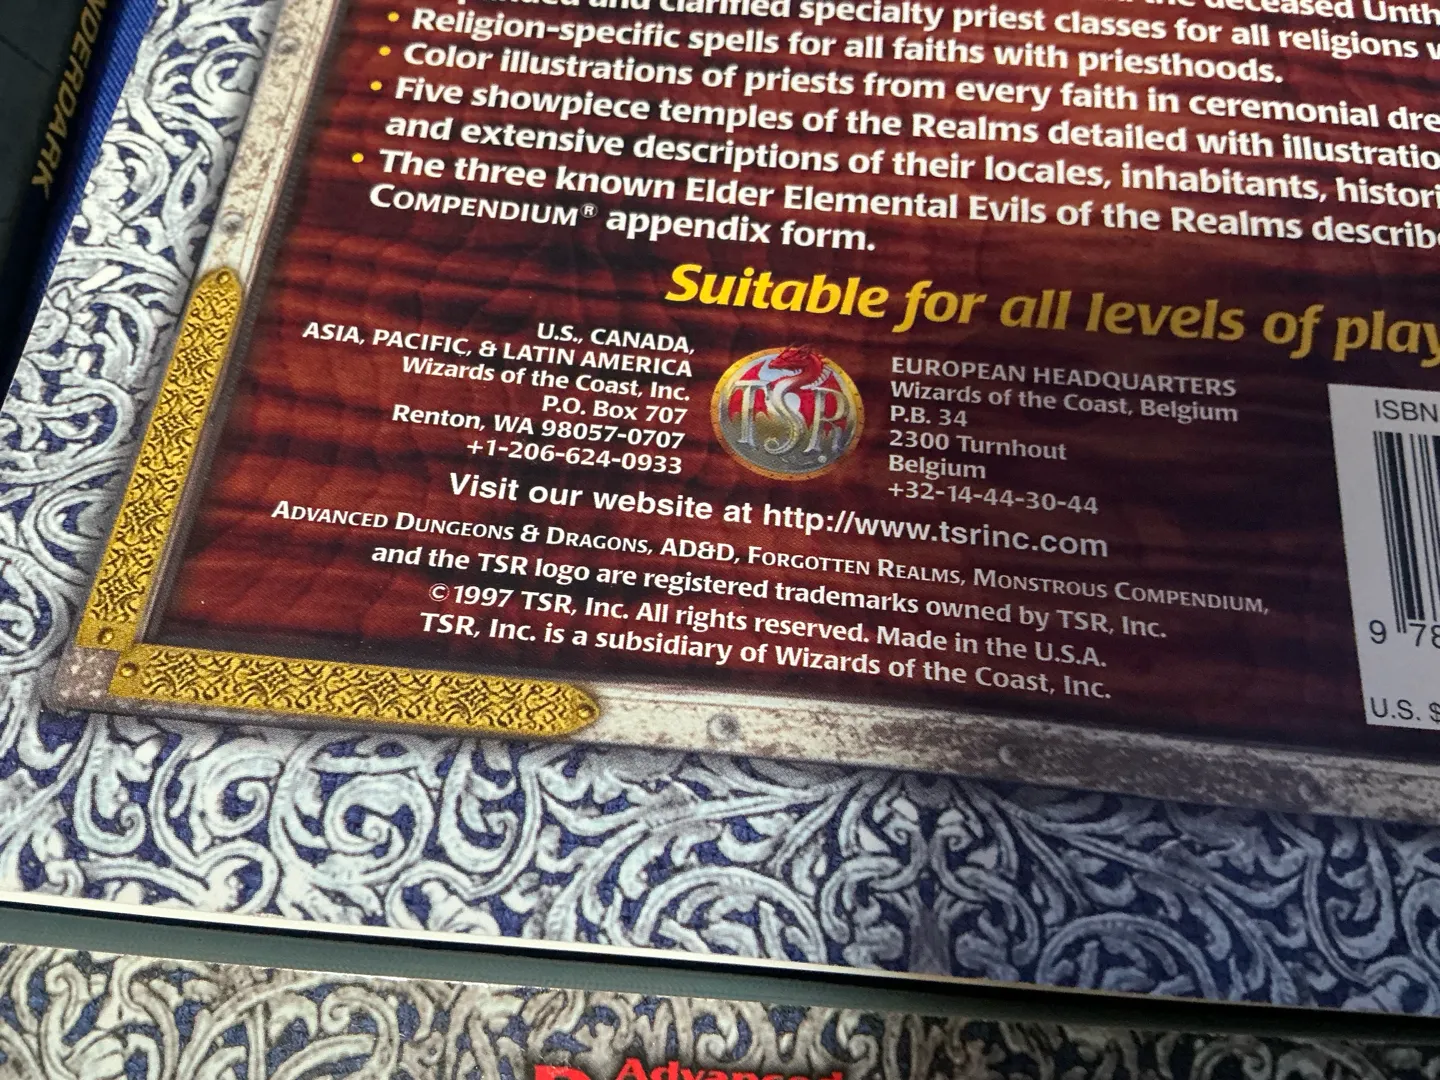 and clarified specialty priest classes for all religions
• Religion-specific spells for all faiths with priesthoods.
• Color illustrations of priests from every faith in ceremonial
• Five showpiece temples of the Realms detailed with
and extensive descriptions of their locales, inhabitants,
• The three known Elder Elemental Evils of the Realms
COMPENDIUM® appendix form.
Suitable for all levels of play
U.S., CANADA,
ASIA, PACIFIC, & LATIN AMERICA
Wizards of the Coast, Inc.
P.O. Box 707
Renton, WA 98057-0707
+1-206-624-0933
TSR
EUROPEAN HEADQUARTERS
Wizards of the Coast, Belgium
P.B. 34
2300 Turnhout
Belgium
+32-14-44-30-44
Visit our website at http://www.tsrinc.com
ADVANCED DUNGEONS & DRAGONS, AD&D, FORGOTTEN REALMS, MONSTROUS COMPENDIUM,
and the TSR logo are registered trademarks owned by TSR, Inc.
©1997 TSR, Inc. All rights reserved. Made in the U.S.A.
TSR, Inc. is a subsidiary of Wizards of the Coast, Inc.
ISBN
9 78
U.S. $
NDERDARK
Advanced